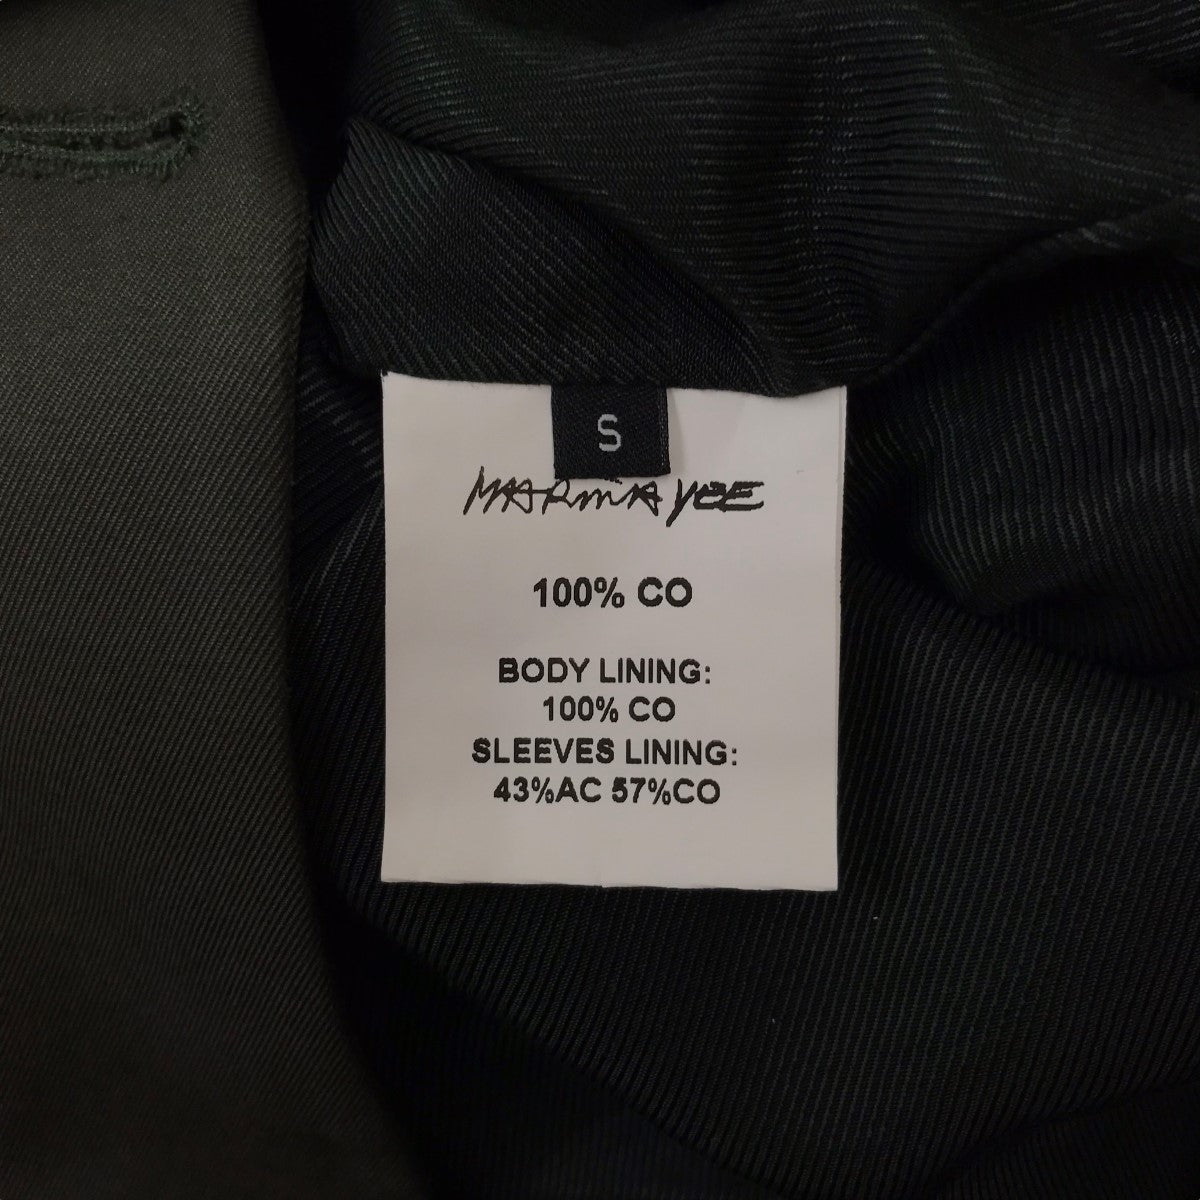 S
MARINA YEE
100% CO
BODY LINING:
100% CO
SLEEVES LINING:
43%AC 57%CO